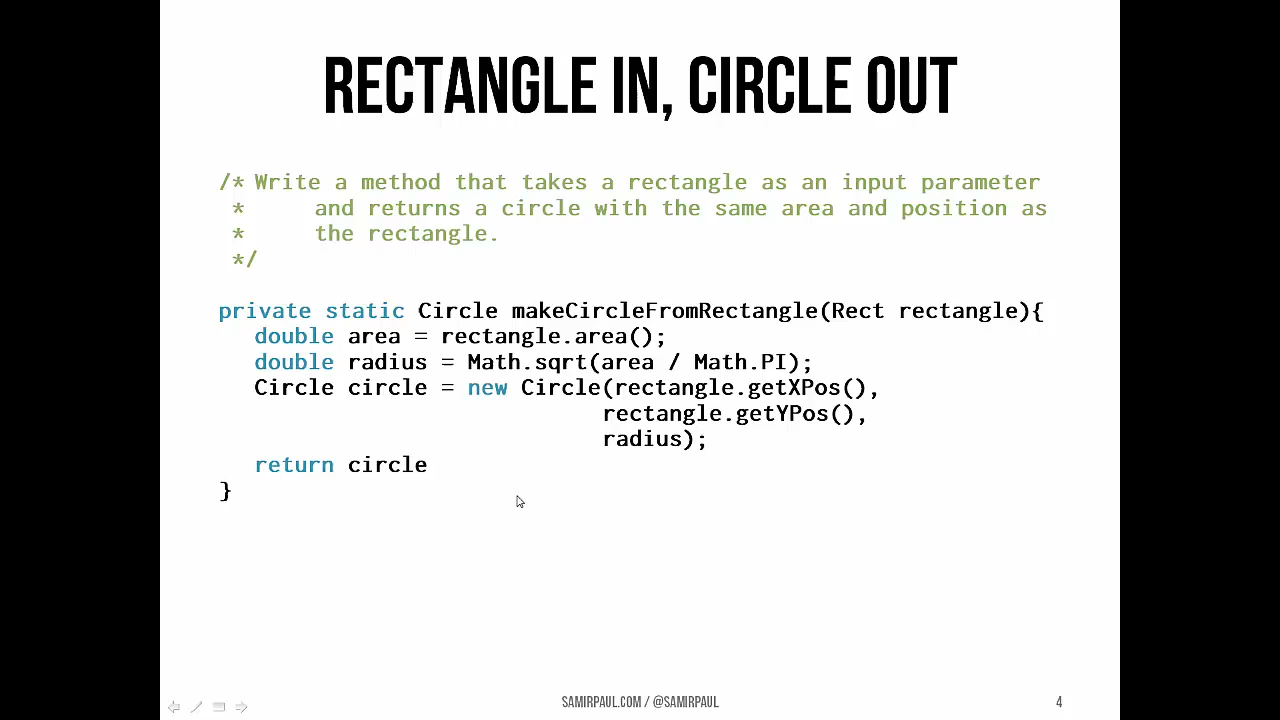 RECTANGLE IN, CIRCLE OUT
/* Write a method that takes a rectangle as an input parameter
 *     and returns a circle with the same area and position as
 *     the rectangle.
 */
private static Circle makeCircleFromRectangle(Rect rectangle){
   double area = rectangle.area();
   double radius = Math.sqrt(area / Math.PI);
   Circle circle = new Circle(rectangle.getXPos(),
                              rectangle.getYPos(),
                              radius);
   return circle
}
SAMIRPAUL.COM / @SAMIRPAUL
4